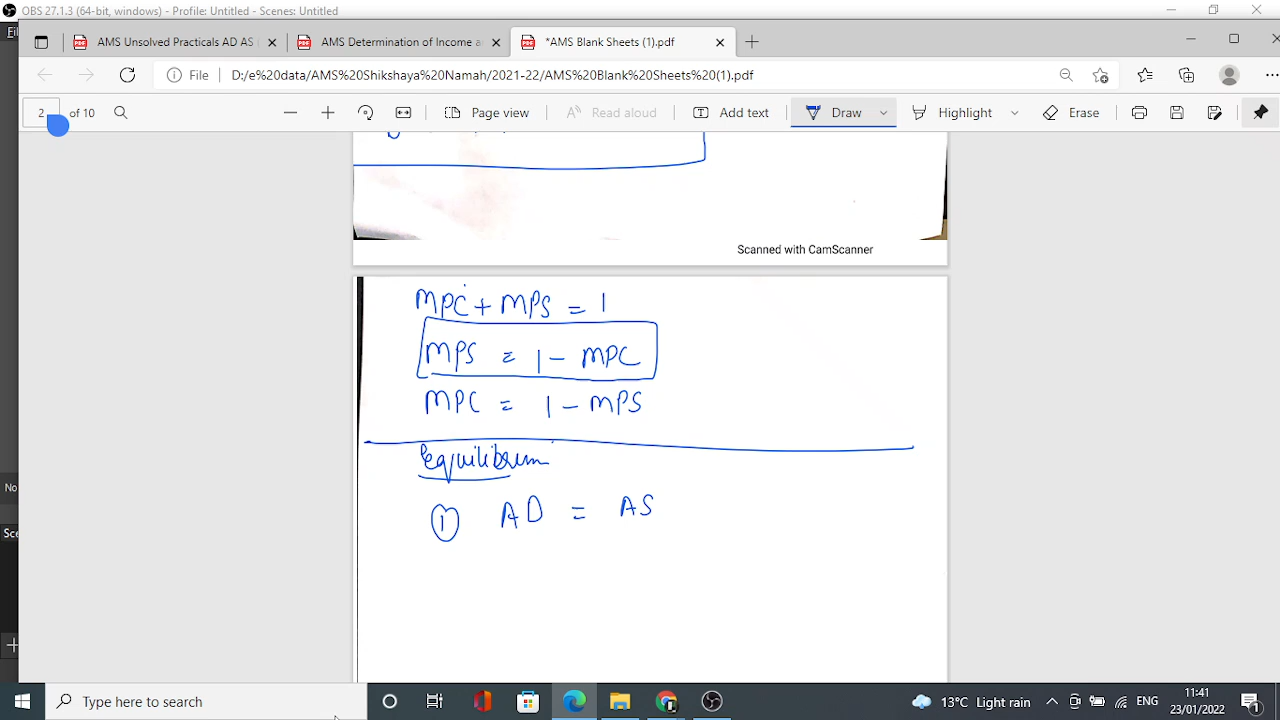 OBS 27.1.3 (64-bit, windows) - Profile: Untitled - Scenes: Untitled
Fil
AMS Unsolved Practicals AD AS (
AMS Determination of Income a
*AMS Blank Sheets (1).pdf
File
D:/e%20data/AMS%20Shikshaya%20Namah/2021-22/AMS%20Blank%20Sheets%20(1).pdf
2 of 10
Page view
Read aloud
Add text
Draw
Highlight
Erase
Scanned with CamScanner
MPC + MPS = 1
MPS = 1 - MPC
MPC = 1 - MPS
equilibrium
① AD = AS
No
Sce
Type here to search
13°C Light rain
ENG
11:41
23/01/2022
1